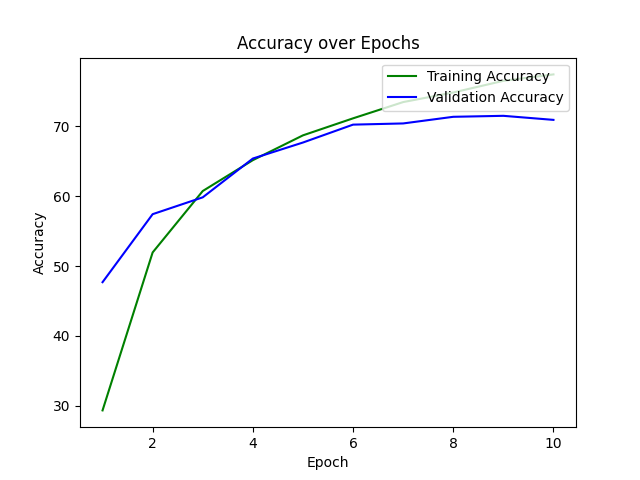 Accuracy over Epochs
Training Accuracy
Validation Accuracy
70
60
50
40
30
Accuracy
2 4 6 8 10
Epoch